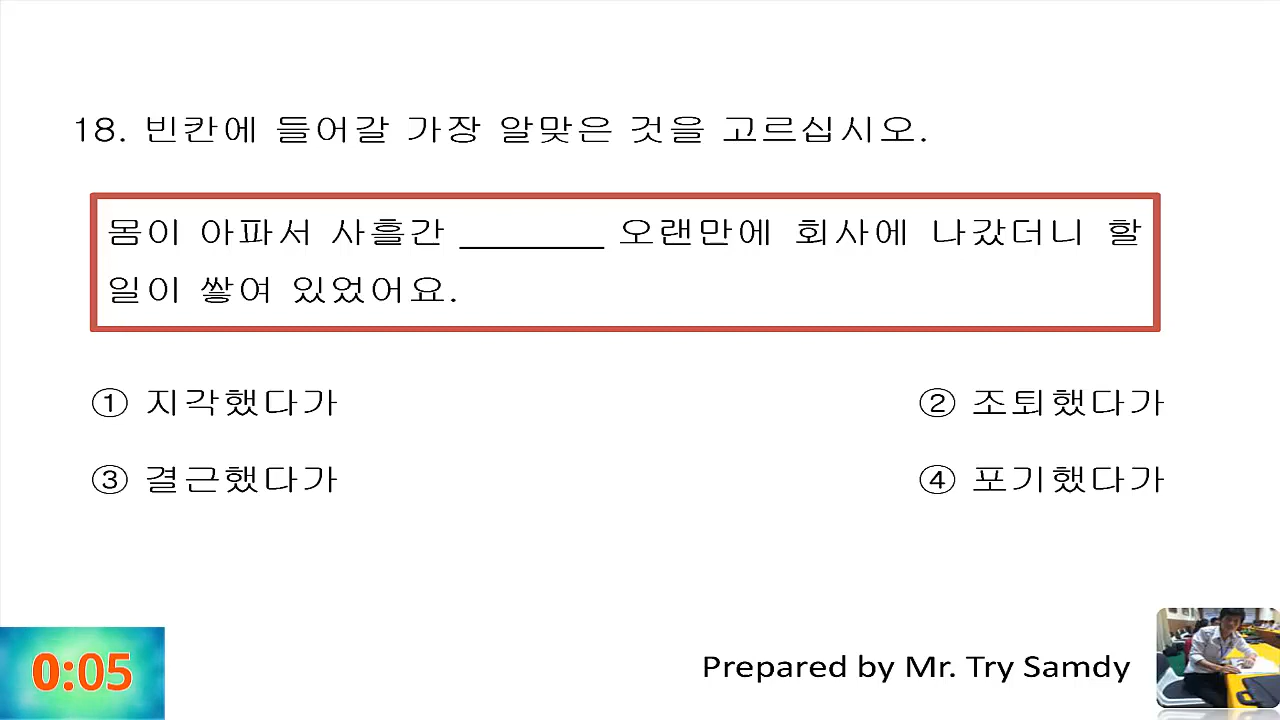 18. 빈칸에 들어갈 가장 알맞은 것을 고르십시오.
몸이 아파서 사흘간 ________ 오랜만에 회사에 나갔더니 할
일이 쌓여 있었어요.
① 지각했다가
② 조퇴했다가
③ 결근했다가
④ 포기했다가
0:05
Prepared by Mr. Try Samdy